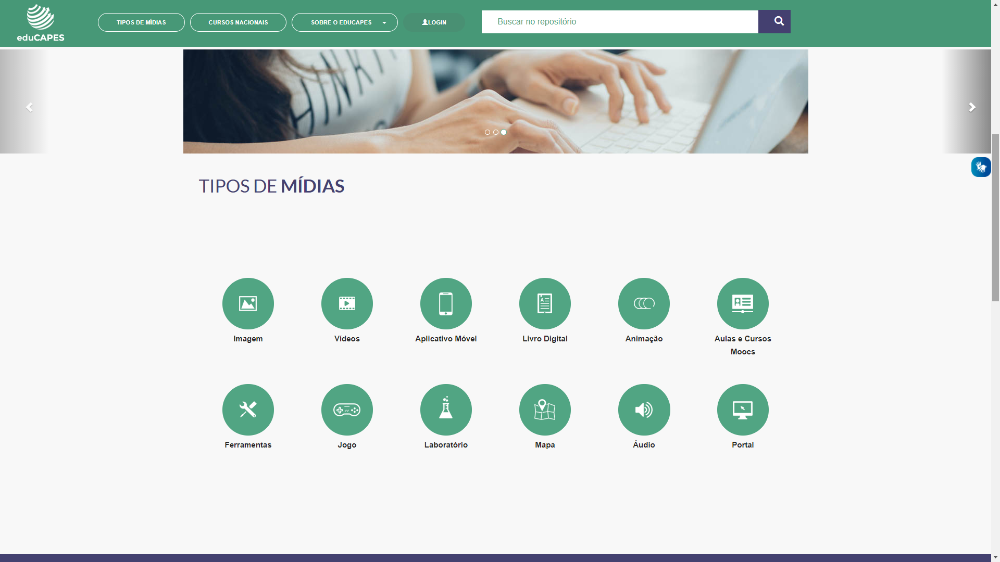 eduCAPES
TIPOS DE MÍDIAS
CURSOS NACIONAIS
SOBRE O EDUCAPES
LOGIN
Buscar no repositório
TIPOS DE MÍDIAS
Imagem
Vídeos
Aplicativo Móvel
Livro Digital
Animação
Aulas e Cursos
Moocs
Ferramentas
Jogo
Laboratório
Mapa
Áudio
Portal